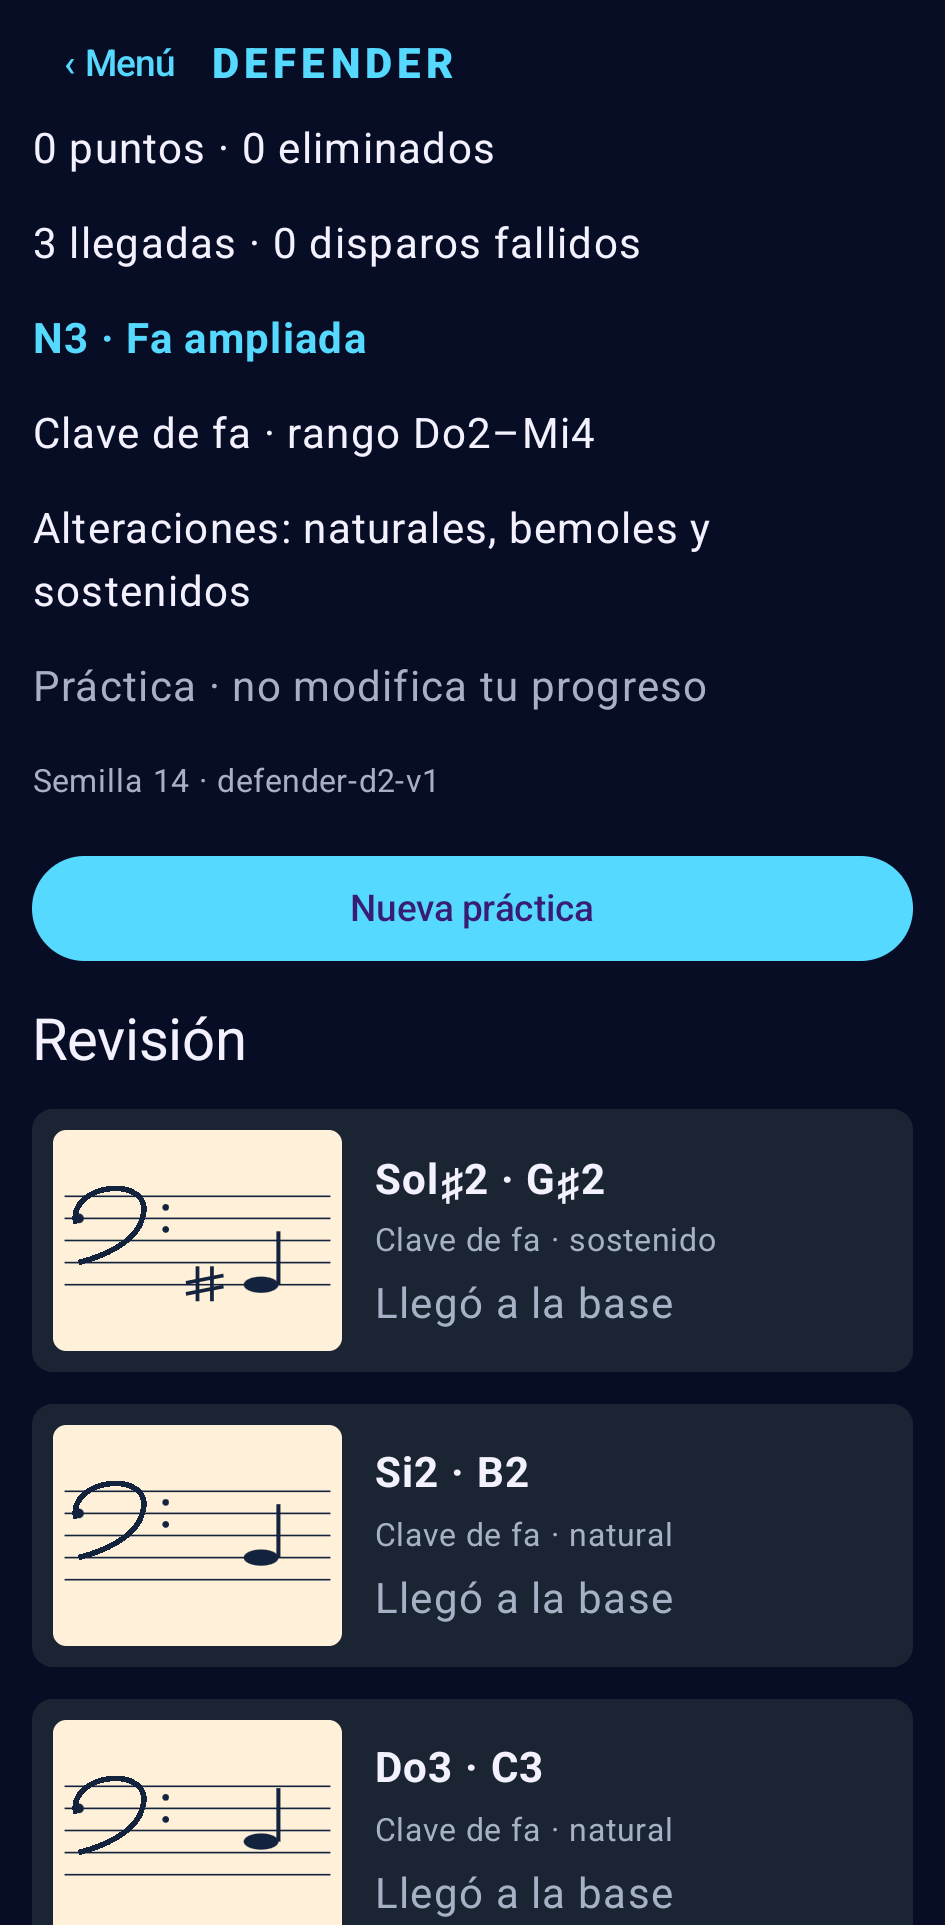 ‹ Menú DEFENDER
0 puntos · 0 eliminados
3 llegadas · 0 disparos fallidos
N3 · Fa ampliada
Clave de fa · rango Do2–Mi4
Alteraciones: naturales, bemoles y
sostenidos
Práctica · no modifica tu progreso
Semilla 14 · defender-d2-v1
Nueva práctica
Revisión
Sol♯2 · G♯2
Clave de fa · sostenido
Llegó a la base
Si2 · B2
Clave de fa · natural
Llegó a la base
Do3 · C3
Clave de fa · natural
Llegó a la base